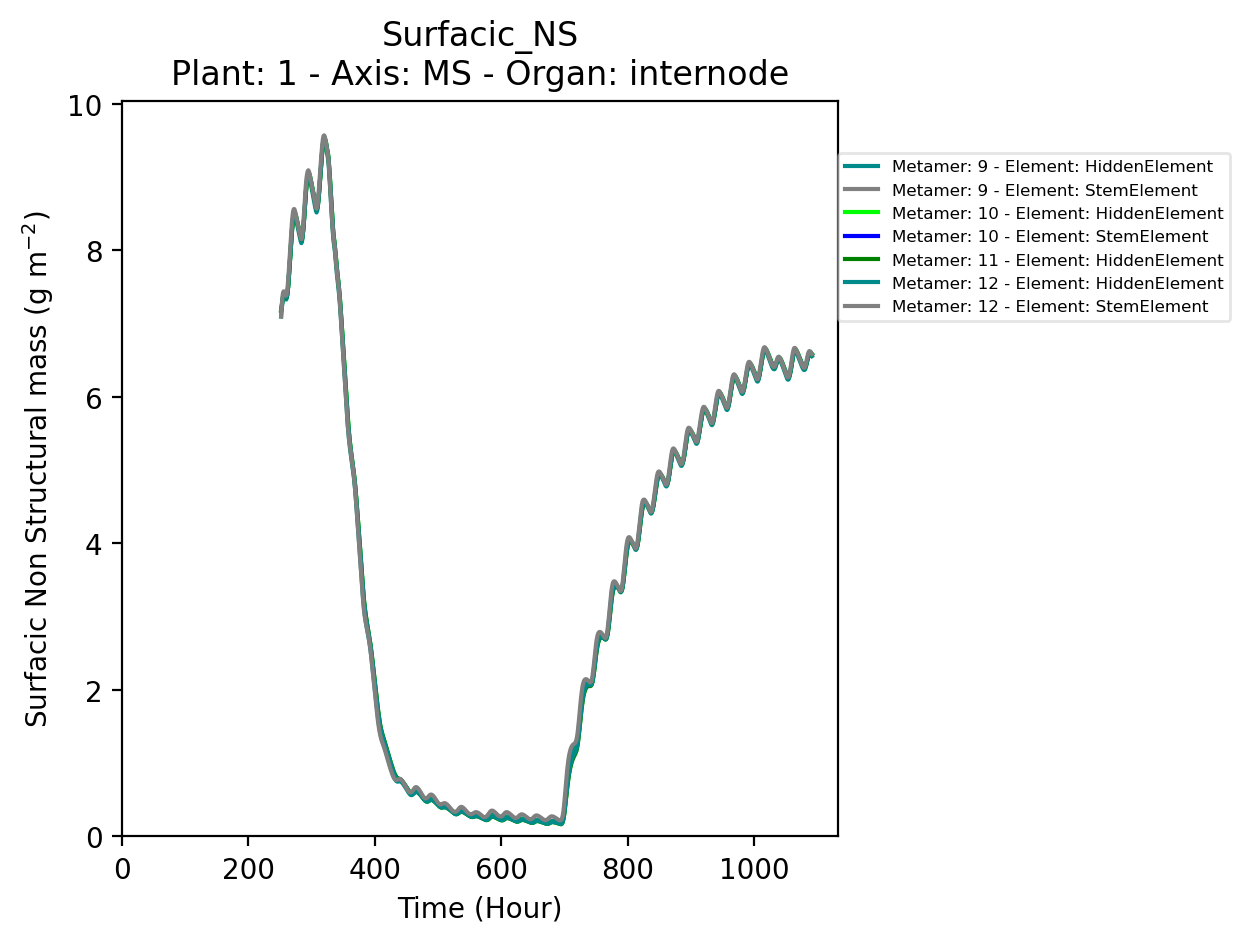 Surfacic_NS
Plant: 1 - Axis: MS - Organ: internode
10
8
6
4
2
0
Surfacic Non Structural mass (g m⁻²)
0 200 400 600 800 1000
Time (Hour)
Metamer: 9 - Element: HiddenElement
Metamer: 9 - Element: StemElement
Metamer: 10 - Element: HiddenElement
Metamer: 10 - Element: StemElement
Metamer: 11 - Element: HiddenElement
Metamer: 12 - Element: HiddenElement
Metamer: 12 - Element: StemElement